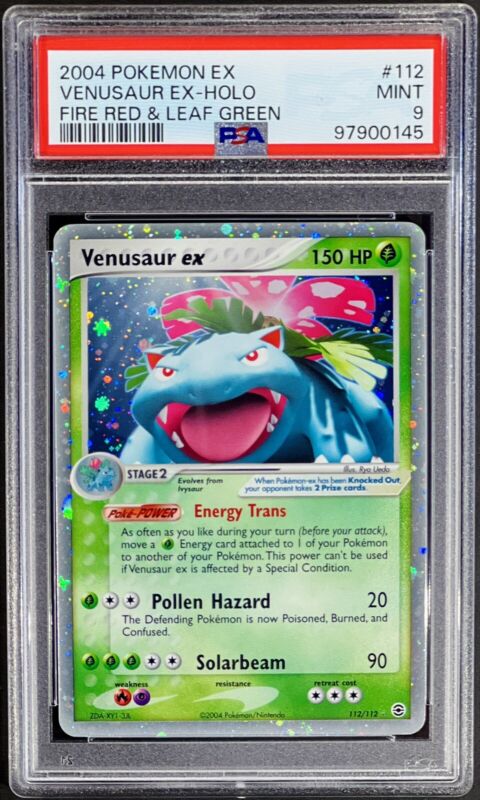 2004 POKEMON EX #112
VENUSAUR EX-HOLO MINT
FIRE RED & LEAF GREEN 9
PSA 97900145
Venusaur ex 150 HP
Illus. Ryo Ueda
STAGE 2
Evolves from
Ivysaur
When Pokémon-ex has been Knocked Out,
your opponent takes 2 Prize cards.
Poké-POWER Energy Trans
As often as you like during your turn (before your attack),
move a Energy card attached to 1 of your Pokémon
to another of your Pokémon. This power can't be used
if Venusaur ex is affected by a Special Condition.
Pollen Hazard 20
The Defending Pokémon is now Poisoned, Burned, and
Confused.
Solarbeam 90
weakness resistance retreat cost
©2004 Pokémon/Nintendo 112/112